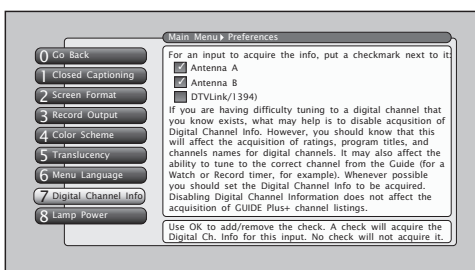 Main Menu Preferences
0 Go Back
1 Closed Captioning
2 Screen Format
3 Record Output
4 Color Scheme
5 Translucency
6 Menu Language
7 Digital Channel Info
8 Lamp Power
For an input to acquire the info, put a checkmark next to it:
Antenna A
Antenna B
DTVLink/1394)
If you are having difficulty tuning to a digital channel that
you know exists, what may help is to disable acqusition of
Digital Channel Info. However, you should know that this
will affect the acquisition of ratings, program titles, and
channels names for digital channels. It may also affect the
ability to tune to the correct channel from the Guide (for a
Watch or Record timer, for example). Whenever possible
you should set the Digital Channel Info to be acquired.
Disabling Digital Channel Information does not affect the
acquisition of GUIDE Plus+ channel listings.
Use OK to add/remove the check. A check will acquire the
Digital Ch. Info for this input. No check will not acquire it.